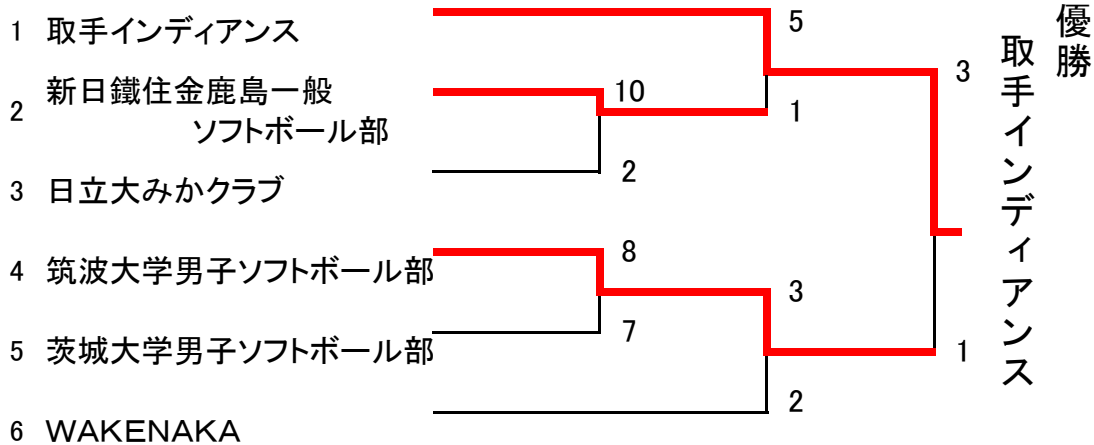 1 取手インディアンス
2 新日鐵住金鹿島一般
ソフトボール部
3 日立大みかクラブ
4 筑波大学男子ソフトボール部
5 茨城大学男子ソフトボール部
6 WAKENAKA
10
2
8
7
5
1
3
2
3
1
優勝
取手インディアンス